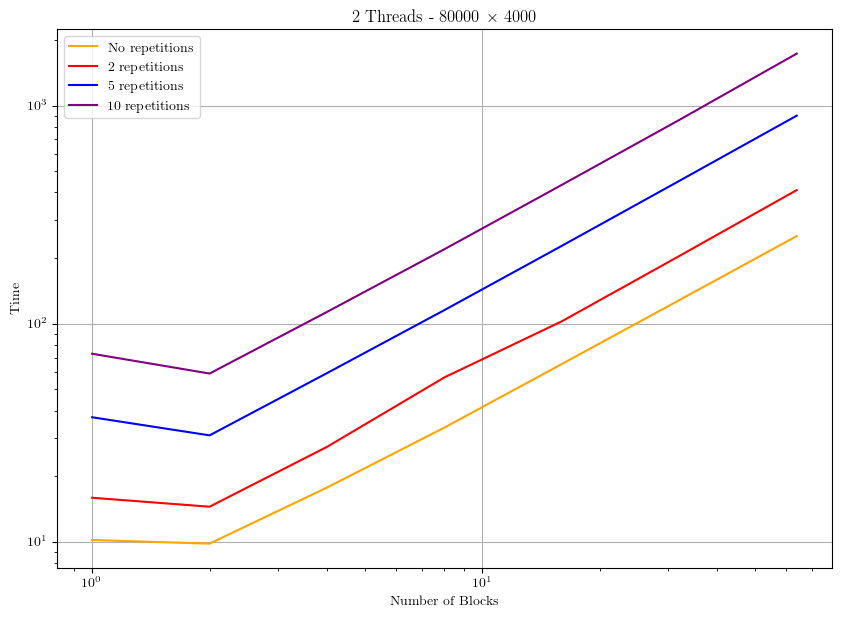 2 Threads - 80000 × 4000
No repetitions
2 repetitions
5 repetitions
10 repetitions
10³
10²
10¹
Time
10⁰
10¹
Number of Blocks